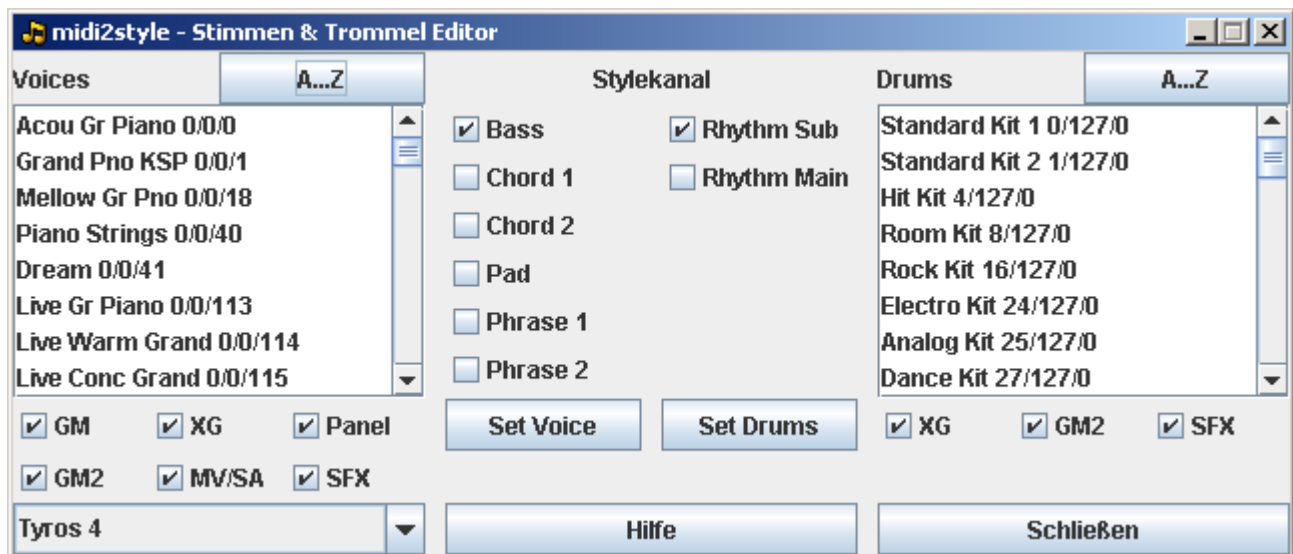 midi2style - Stimmen & Trommel Editor
Voices
A...Z
Acou Gr Piano 0/0/0
Grand Pno KSP 0/0/1
Mellow Gr Pno 0/0/18
Piano Strings 0/0/40
Dream 0/0/41
Live Gr Piano 0/0/113
Live Warm Grand 0/0/114
Live Conc Grand 0/0/115
GM XG Panel
GM2 MV/SA SFX
Tyros 4
Stylekanal
Bass Rhythm Sub
Chord 1 Rhythm Main
Chord 2
Pad
Phrase 1
Phrase 2
Set Voice Set Drums
Hilfe
Drums
A...Z
Standard Kit 1 0/127/0
Standard Kit 2 1/127/0
Hit Kit 4/127/0
Room Kit 8/127/0
Rock Kit 16/127/0
Electro Kit 24/127/0
Analog Kit 25/127/0
Dance Kit 27/127/0
XG GM2 SFX
Schließen